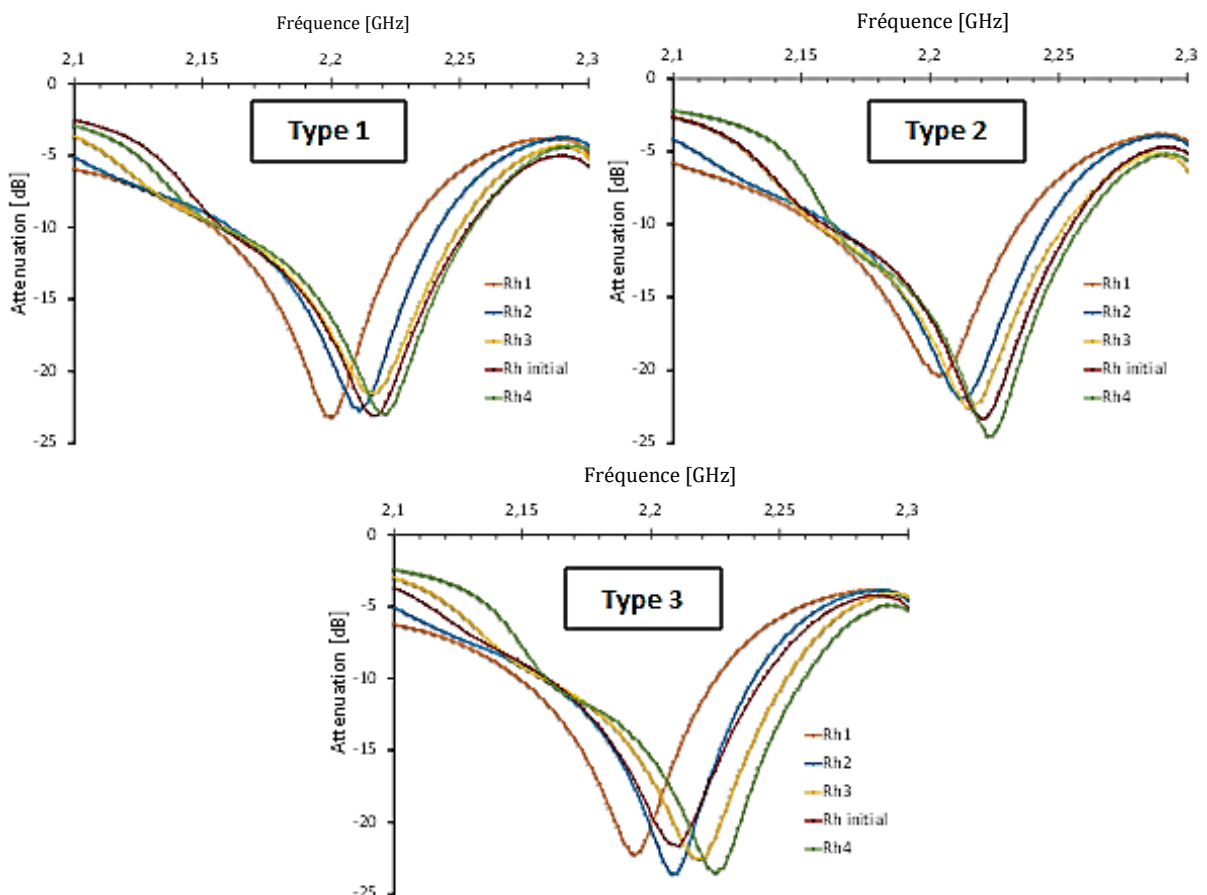 Fréquence [GHz]
2,1 2,15 2,2 2,25 2,3
0
-5
-10
-15
-20
-25
Attenuation [dB]
Type 1
Rh1
Rh2
Rh3
Rh initial
Rh4
Fréquence [GHz]
2,1 2,15 2,2 2,25 2,3
0
-5
-10
-15
-20
-25
Attenuation [dB]
Type 2
Rh1
Rh2
Rh3
Rh initial
Rh4
Fréquence [GHz]
2,1 2,15 2,2 2,25 2,3
0
-5
-10
-15
-20
-25
Attenuation [dB]
Type 3
Rh1
Rh2
Rh3
Rh initial
Rh4